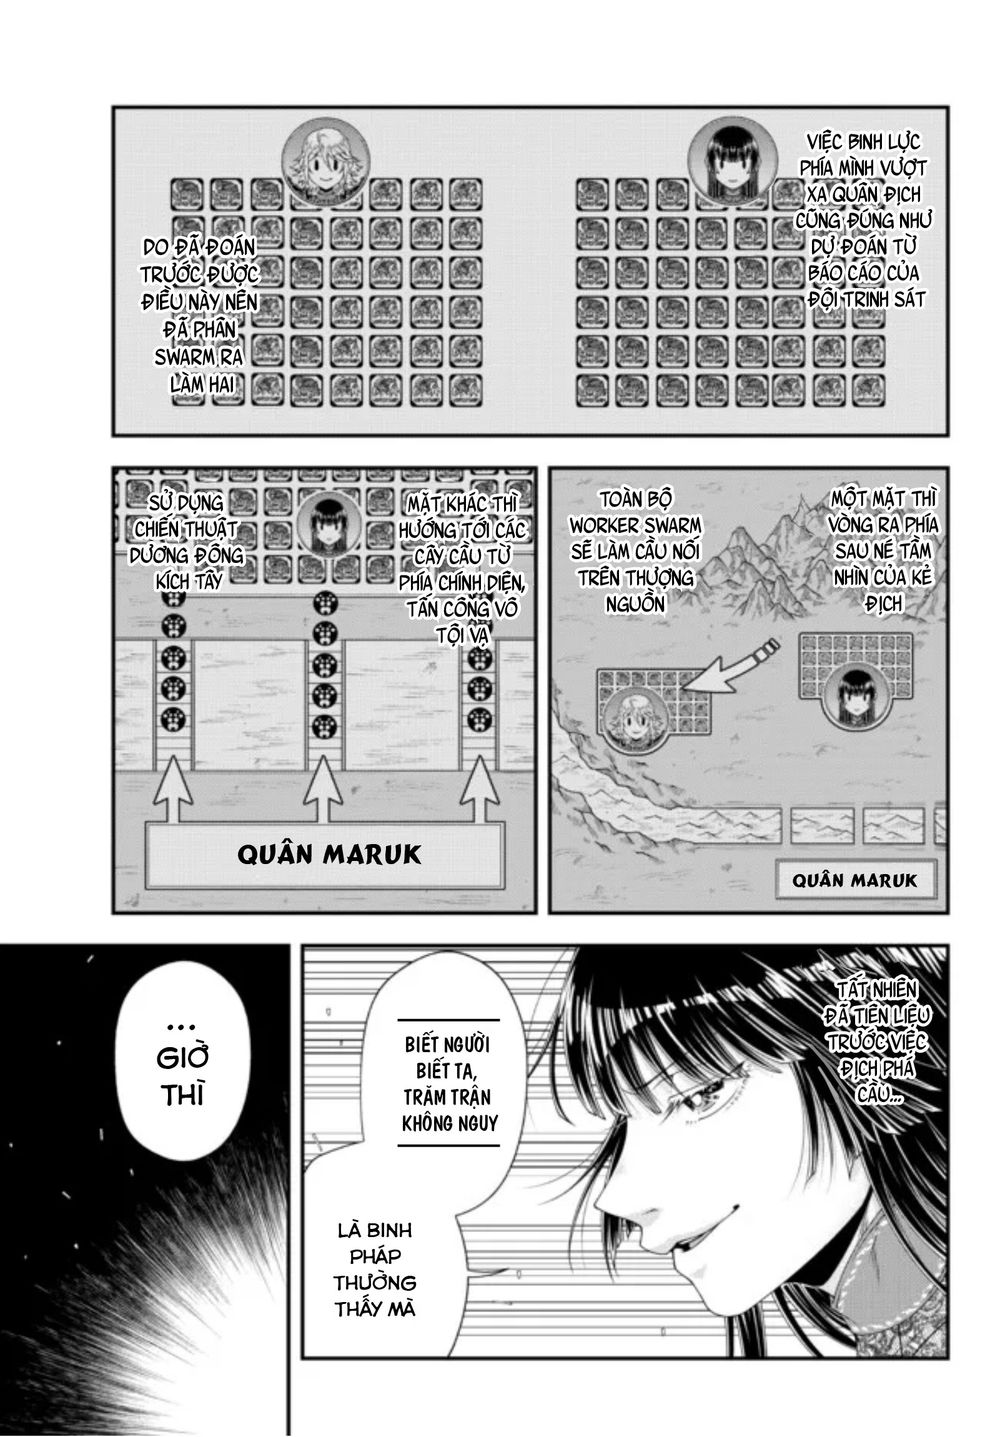 VIỆC BINH LỰC
PHÍA MÌNH VƯỢT
XA QUÂN ĐỊCH
CŨNG ĐÚNG NHƯ
DỰ ĐOÁN TỪ
BÁO CÁO CỦA
ĐỘI TRINH SÁT
DO ĐÃ ĐOÁN
TRƯỚC ĐƯỢC
ĐIỀU NÀY NÊN
ĐÃ PHÂN
SWARM RA
LÀM HAI
MỘT MẶT THÌ
VÒNG RA PHÍA
SAU NÉ TẦM
NHÌN CỦA KẺ
ĐỊCH
TOÀN BỘ
WORKER SWARM
SẼ LÀM CẦU NỐI
TRÊN THƯỢNG
NGUỒN
QUÂN MARUK
MẶT KHÁC THÌ
HƯỚNG TỚI CÁC
CÂY CẦU TỪ
PHÍA CHÍNH DIỆN,
TẤN CÔNG VÔ
TỘI VẠ
SỬ DỤNG
CHIẾN THUẬT
DƯƠNG ĐÔNG
KÍCH TÂY
QUÂN MARUK
TẤT NHIÊN
ĐÃ TIÊN LIỆU
TRƯỚC VIỆC
ĐỊCH PHÁ
CẦU...
BIẾT NGƯỜI
BIẾT TA,
TRĂM TRẬN
KHÔNG NGUY
LÀ BINH
PHÁP
THƯỜNG
THẤY MÀ
...
GIỜ
THÌ